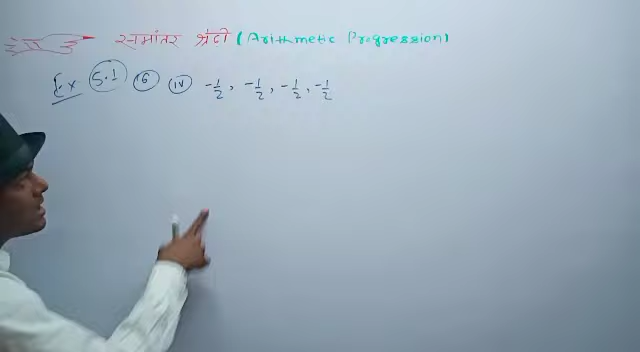 समांतर श्रेढी (Arithmetic Progression)
Ex 5.1 6 iv -1/2, -1/2, -1/2, -1/2